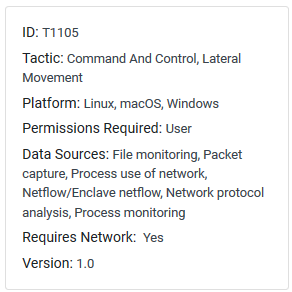 ID: T1105
Tactic: Command And Control, Lateral
Movement
Platform: Linux, macOS, Windows
Permissions Required: User
Data Sources: File monitoring, Packet
capture, Process use of network,
Netflow/Enclave netflow, Network protocol
analysis, Process monitoring
Requires Network: Yes
Version: 1.0